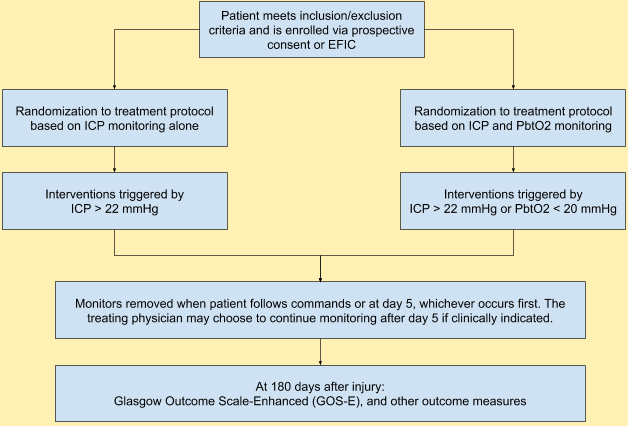 Patient meets inclusion/exclusion
criteria and is enrolled via prospective
consent or EFIC
Randomization to treatment protocol
based on ICP monitoring alone
Randomization to treatment protocol
based on ICP and PbtO2 monitoring
Interventions triggered by
ICP > 22 mmHg
Interventions triggered by
ICP > 22 mmHg or PbtO2 < 20 mmHg
Monitors removed when patient follows commands or at day 5, whichever occurs first. The
treating physician may choose to continue monitoring after day 5 if clinically indicated.
At 180 days after injury:
Glasgow Outcome Scale-Enhanced (GOS-E), and other outcome measures